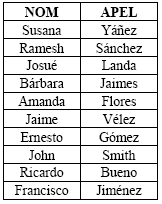 NOM APEL
Susana Yáñez
Ramesh Sánchez
Josué Landa
Bárbara Jaimes
Amanda Flores
Jaime Vélez
Ernesto Gómez
John Smith
Ricardo Bueno
Francisco Jiménez